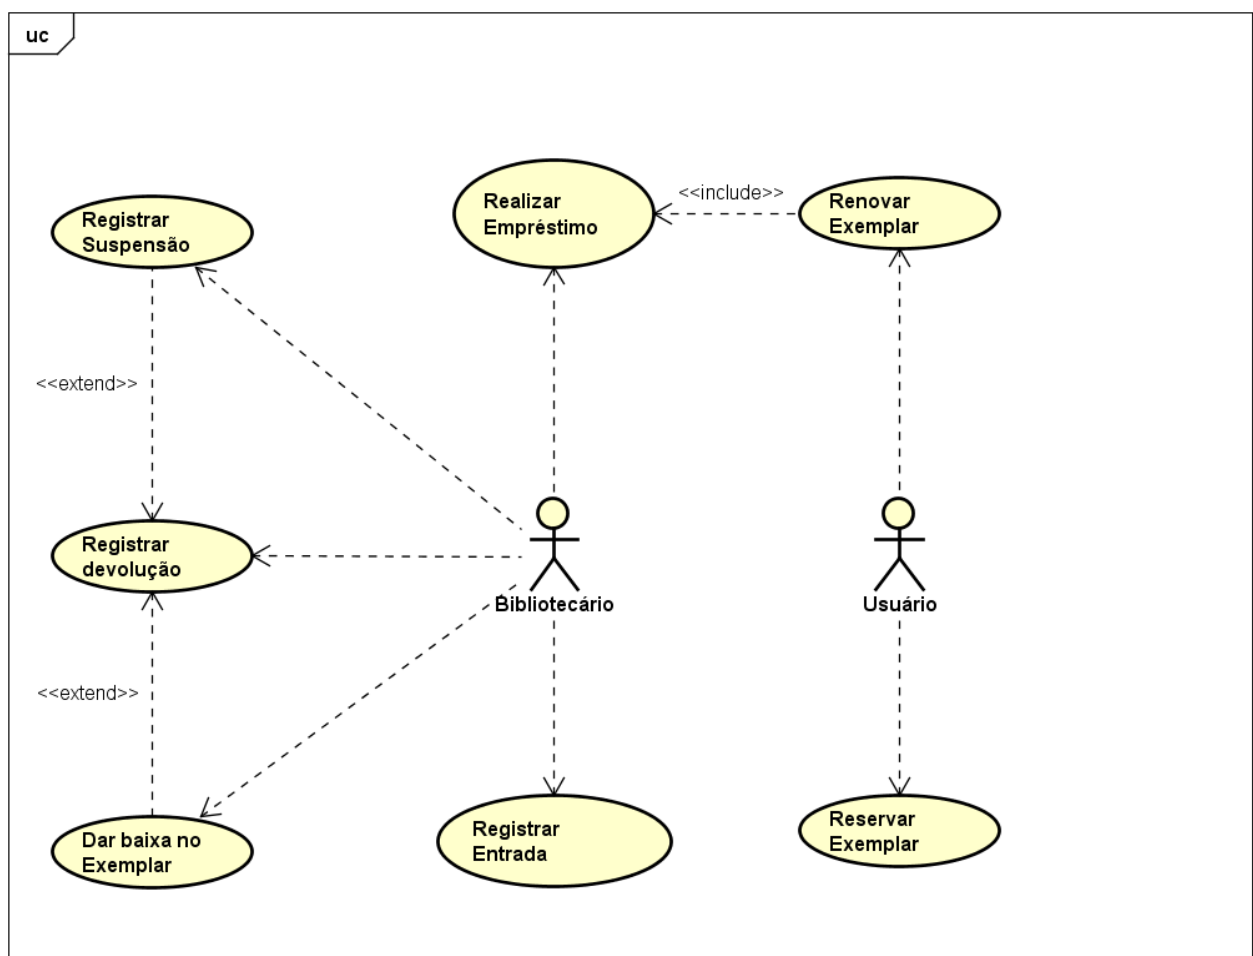 uc
Registrar
Suspensão
Realizar
Empréstimo
<<include>>
Renovar
Exemplar
<<extend>>
Registrar
devolução
Bibliotecário
Usuário
<<extend>>
Dar baixa no
Exemplar
Registrar
Entrada
Reservar
Exemplar